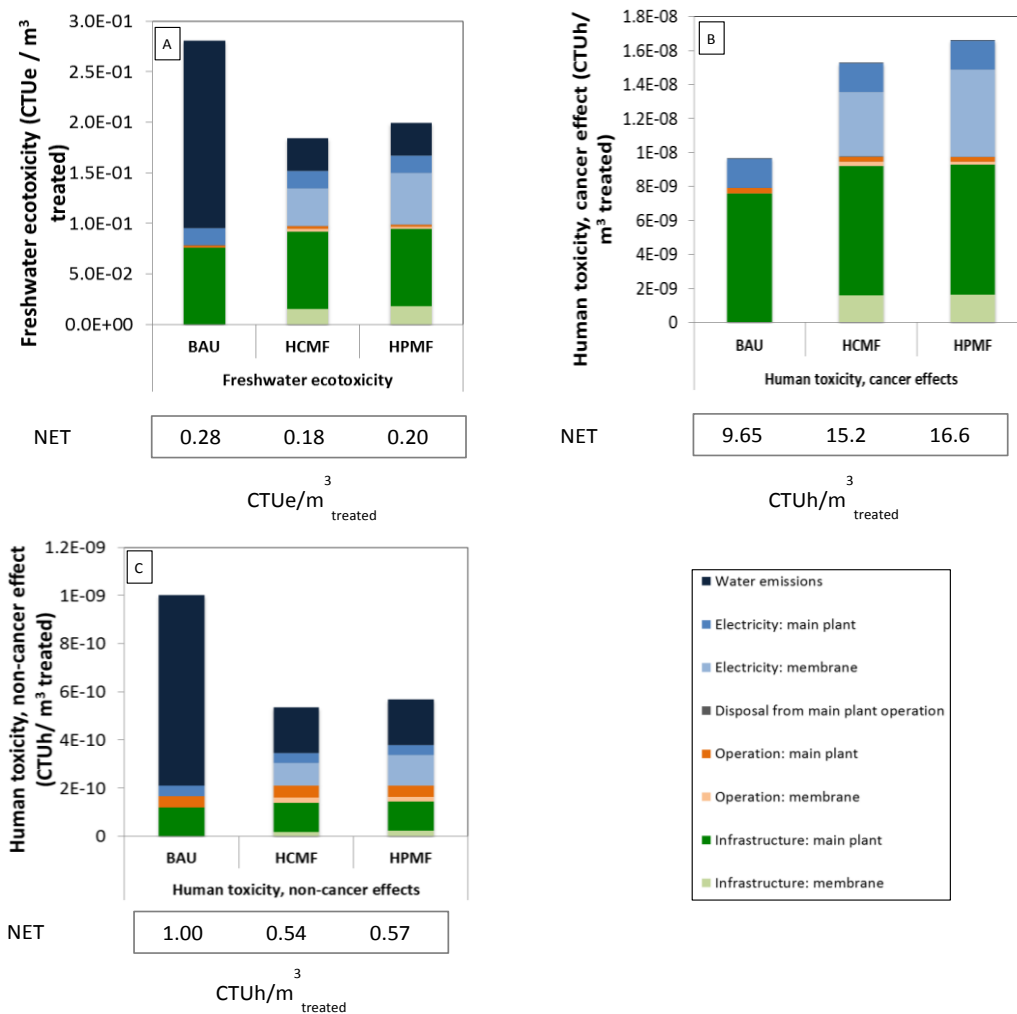 A
Freshwater ecotoxicity (CTUe / m³
treated)
3.0E-01
2.5E-01
2.0E-01
1.5E-01
1.0E-01
5.0E-02
0.0E+00
BAU HCMF HPMF
Freshwater ecotoxicity
NET 0.28 0.18 0.20
CTUe/m³treated
B
Human toxicity, cancer effect (CTUh/
m³ treated)
1.8E-08
1.6E-08
1.4E-08
1.2E-08
1E-08
8E-09
6E-09
4E-09
2E-09
0
BAU HCMF HPMF
Human toxicity, cancer effects
NET 9.65 15.2 16.6
CTUh/m³treated
C
Human toxicity, non-cancer effect
(CTUh/ m³ treated)
1.2E-09
1E-09
8E-10
6E-10
4E-10
2E-10
0
BAU HCMF HPMF
Human toxicity, non-cancer effects
NET 1.00 0.54 0.57
CTUh/m³treated
Water emissions
Electricity: main plant
Electricity: membrane
Disposal from main plant operation
Operation: main plant
Operation: membrane
Infrastructure: main plant
Infrastructure: membrane